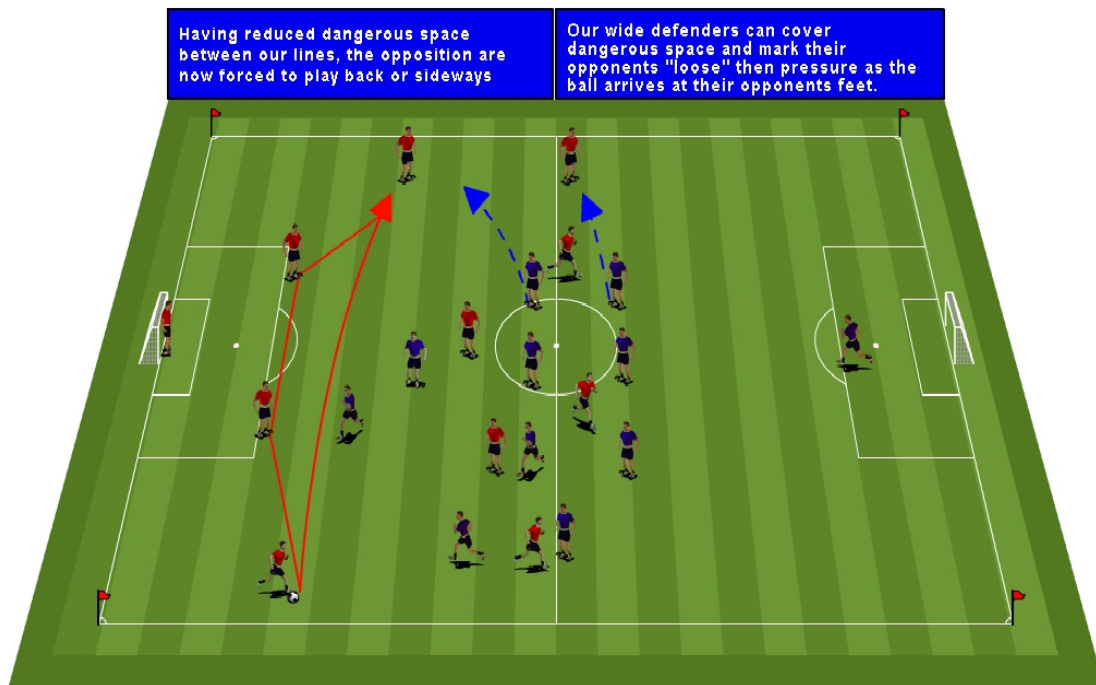 Having reduced dangerous space
between our lines, the opposition are
now forced to play back or sideways
Our wide defenders can cover
dangerous space and mark their
opponents "loose" then pressure as the
ball arrives at their opponents feet.